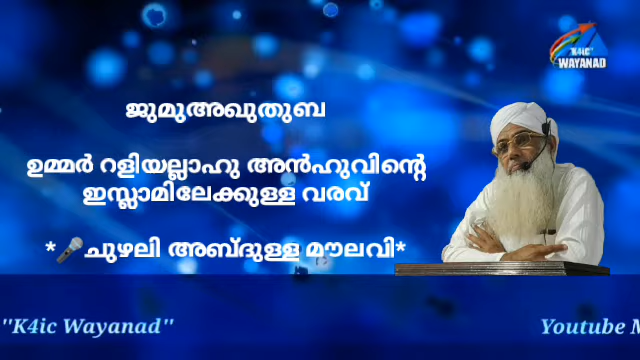 "K4IC"
WAYANAD
ജുമുഅഖുതുബ
ഉമ്മർ റളിയല്ലാഹു അൻഹുവിന്റെ
ഇസ്ലാമിലേക്കുള്ള വരവ്
*🎤ചുഴലി അബ്ദുള്ള മൗലവി*
"K4ic Wayanad" Youtube M